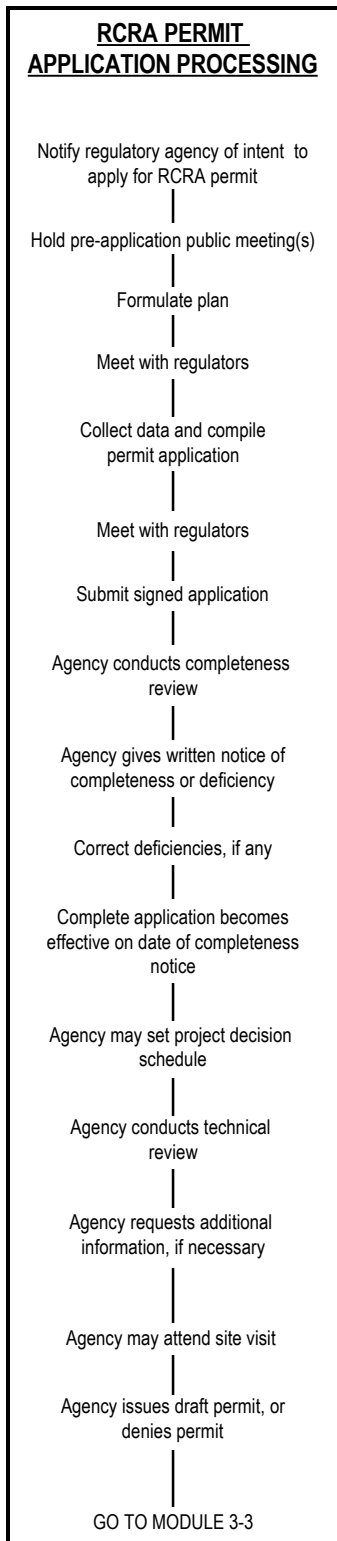 RCRA PERMIT
APPLICATION PROCESSING
Notify regulatory agency of intent to
apply for RCRA permit
Hold pre-application public meeting(s)
Formulate plan
Meet with regulators
Collect data and compile
permit application
Meet with regulators
Submit signed application
Agency conducts completeness
review
Agency gives written notice of
completeness or deficiency
Correct deficiencies, if any
Complete application becomes
effective on date of completeness
notice
Agency may set project decision
schedule
Agency conducts technical
review
Agency requests additional
information, if necessary
Agency may attend site visit
Agency issues draft permit, or
denies permit
GO TO MODULE 3-3